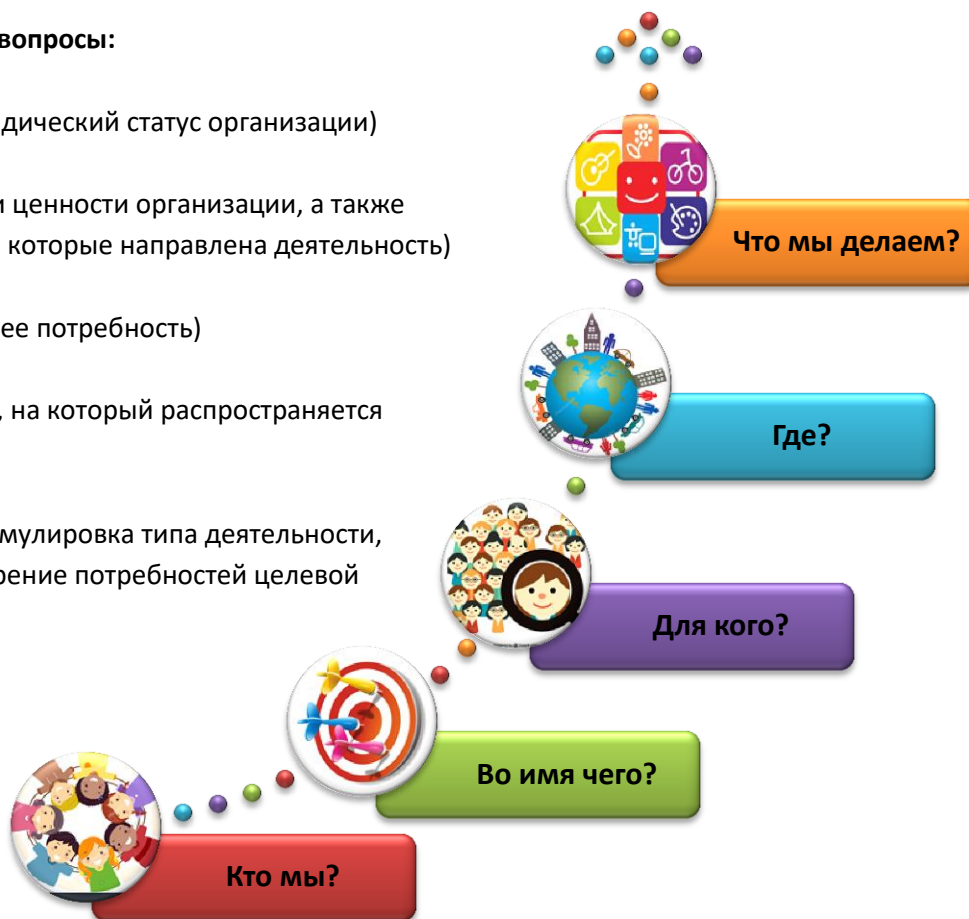 вопросы:
дический статус организации)
и ценности организации, а также
которые направлена деятельность)
ее потребность)
, на который распространяется
мулировка типа деятельности,
рение потребностей целевой
Что мы делаем?
Где?
Для кого?
Во имя чего?
Кто мы?